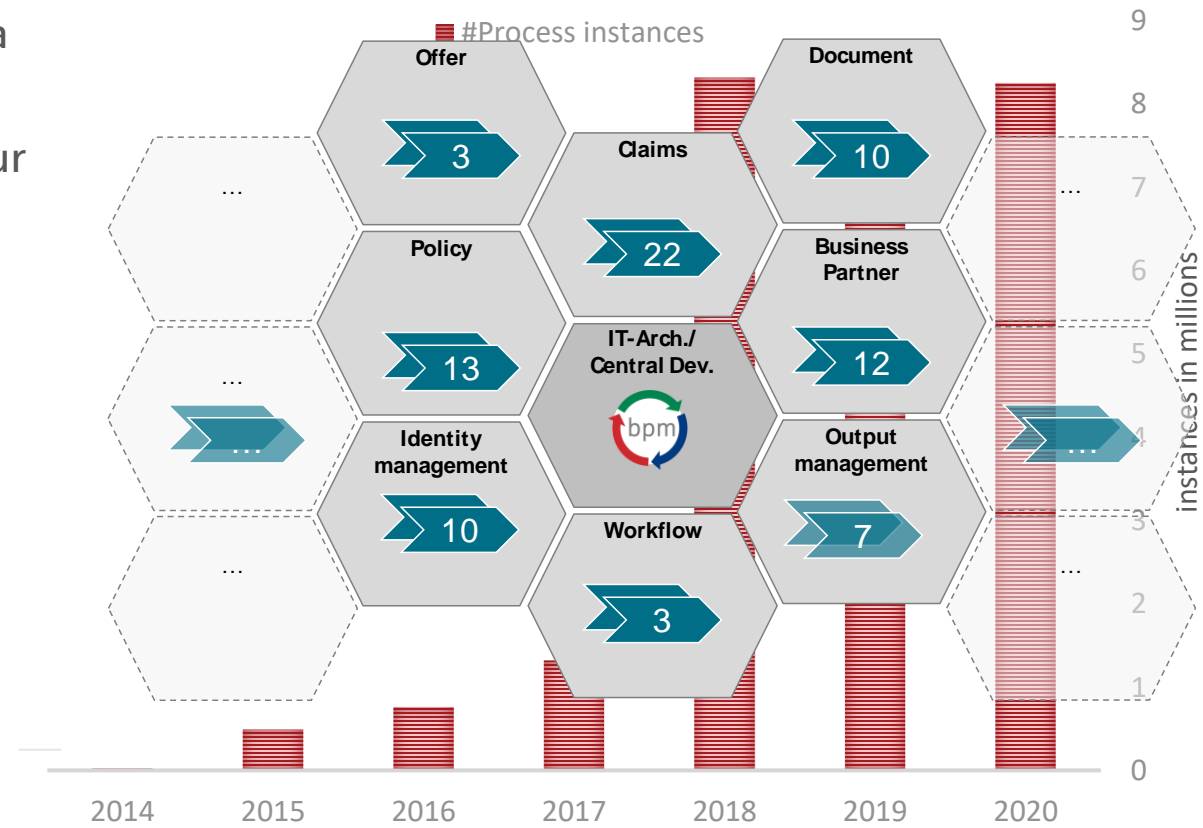 a
ur
#Process instances
Offer
3
Document
10
Claims
22
...
...
Policy
13
Business
Partner
12
IT-Arch./
Central Dev.
bpm
...
...
...
Identity
management
10
Output
management
7
Workflow
3
...
...
9
8
7
6
5
4
3
2
1
0
instances in millions
2014 2015 2016 2017 2018 2019 2020